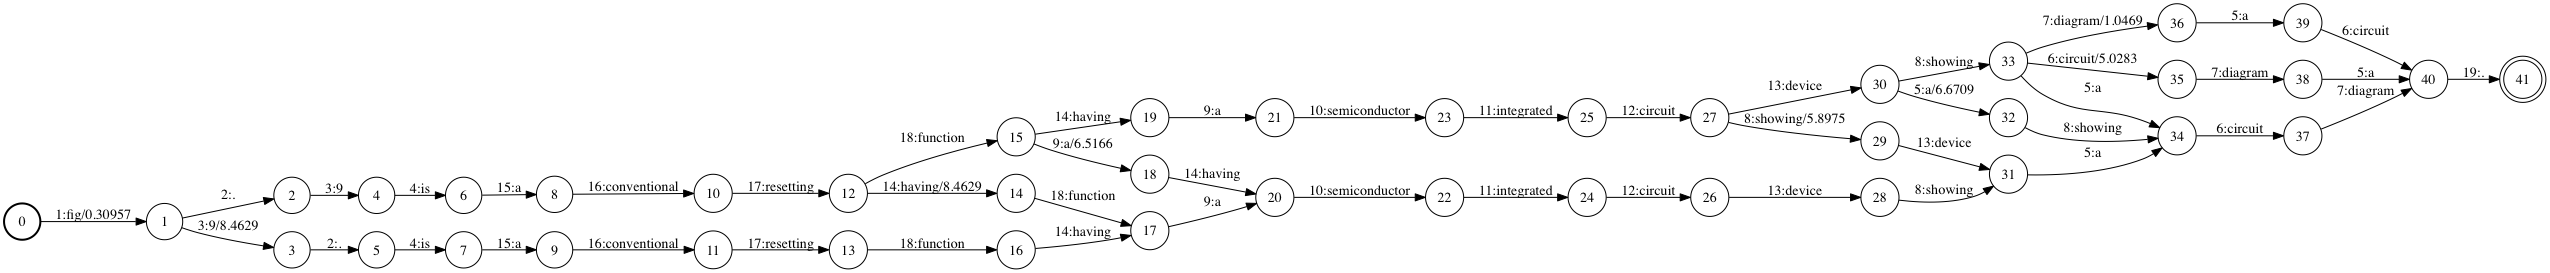 0 1:fig/0.30957 1
2:. 2 3:9 4 4:is 6 15:a 8 16:conventional 10 17:resetting 12
3:9/8.4629 3 2:. 5 4:is 7 15:a 9 16:conventional 11 17:resetting 13 18:function 16 14:having 17
18:function 15 14:having 19 9:a 21 10:semiconductor 23 11:integrated 25 12:circuit 27
9:a/6.5166 18 14:having 20
14:having/8.4629 14 18:function
9:a
10:semiconductor 22 11:integrated 24 12:circuit 26 13:device 28 8:showing 31
13:device 30 8:showing 33
8:showing/5.8975 29 13:device
5:a/6.6709 32 8:showing 34
5:a
7:diagram/1.0469 36 5:a 39 6:circuit 40
6:circuit/5.0283 35 7:diagram 38 5:a
5:a
6:circuit 37 7:diagram
19:. 41